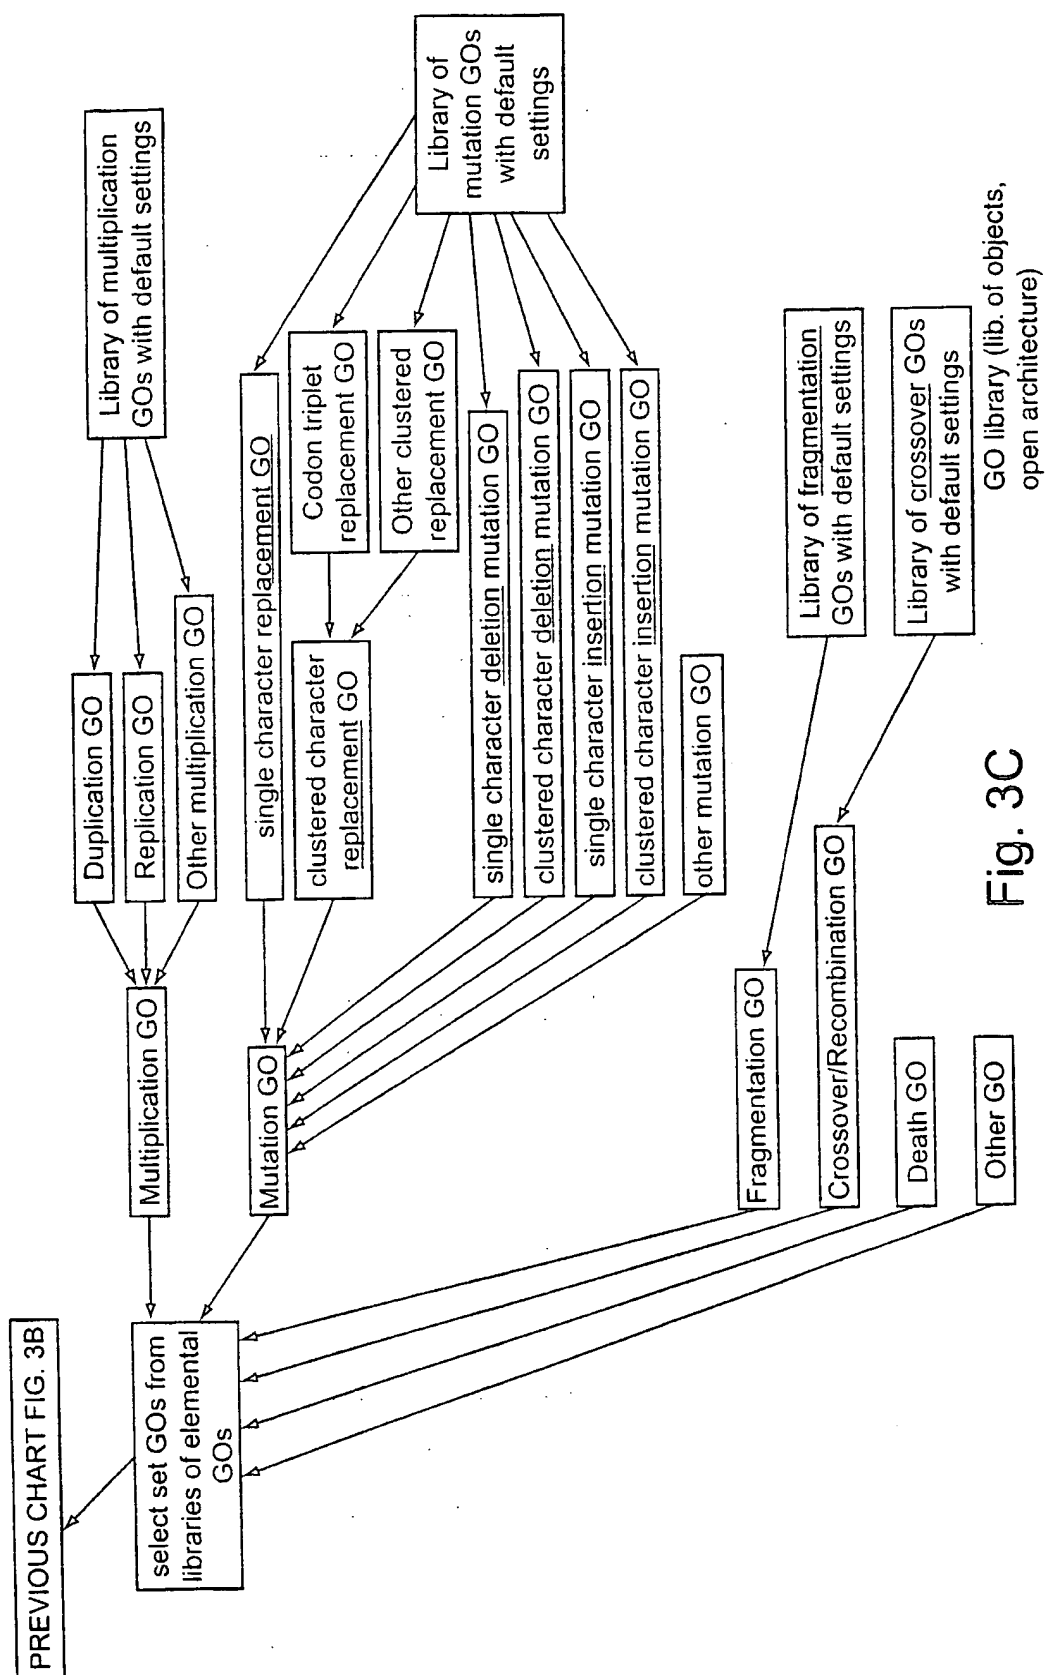 PREVIOUS CHART FIG. 3B
select set GOs from
libraries of elemental
GOs
Multiplication GO
Duplication GO
Replication GO
Other multiplication GO
Library of multiplication
GOs with default settings
Mutation GO
single character replacement GO
clustered character
replacement GO
Codon triplet
replacement GO
Other clustered
replacement GO
single character deletion mutation GO
clustered character deletion mutation GO
single character insertion mutation GO
clustered character insertion mutation GO
other mutation GO
Library of
mutation GOs
with default
settings
Fragmentation GO
Library of fragmentation
GOs with default settings
Crossover/Recombination GO
Library of crossover GOs
with default settings
Death GO
Other GO
GO library (lib. of objects,
open architecture)
Fig. 3C